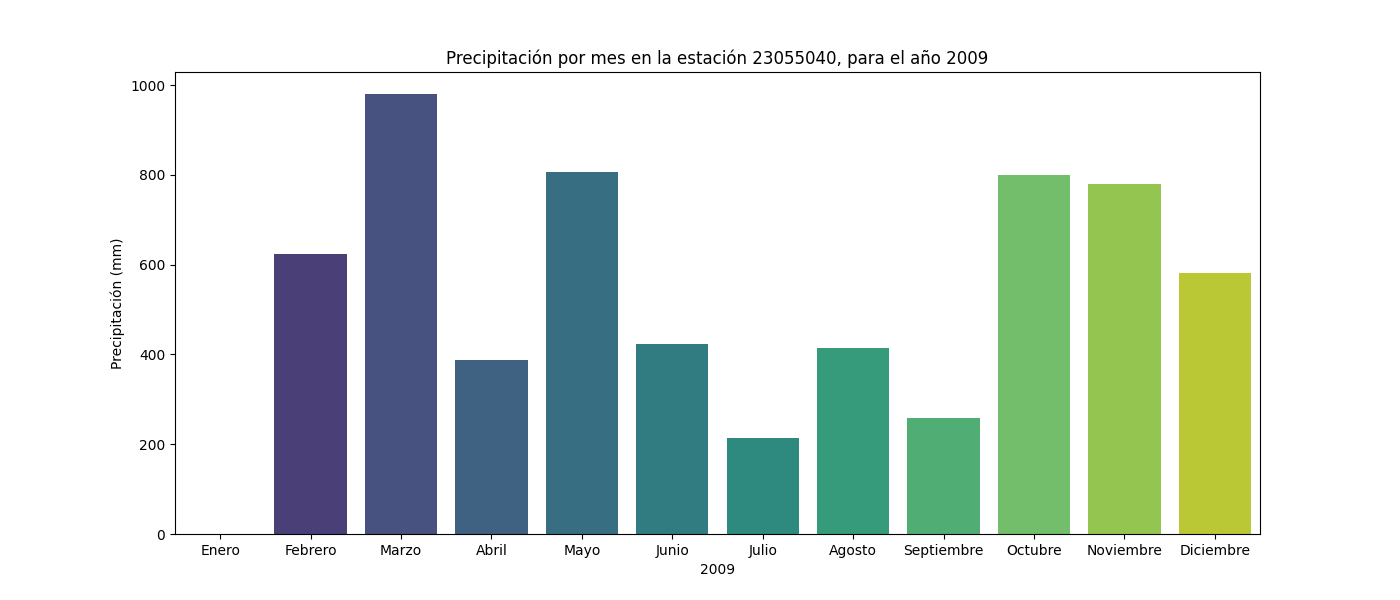 Precipitación por mes en la estación 23055040, para el año 2009
Precipitación (mm)
1000
800
600
400
200
0
Enero Febrero Marzo Abril Mayo Junio Julio Agosto Septiembre Octubre Noviembre Diciembre
2009